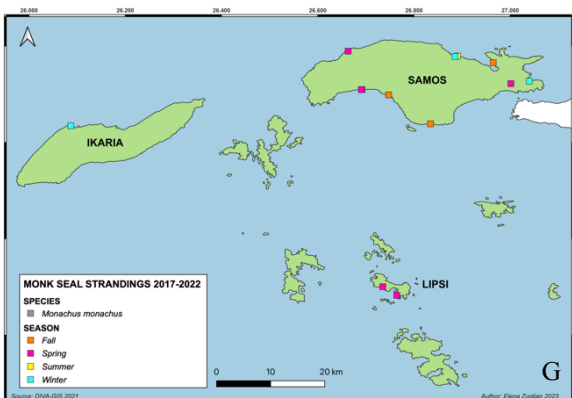 26.000 26.200 26.400 26.600 26.800 27.000
SAMOS
IKARIA
LIPSI
MONK SEAL STRANDINGS 2017-2022
SPECIES
Monachus monachus
SEASON
Fall
Spring
Summer
Winter
0 10 20 km
G
Source: DIVA-GIS 2021 Author: Elena Zuglian 2023